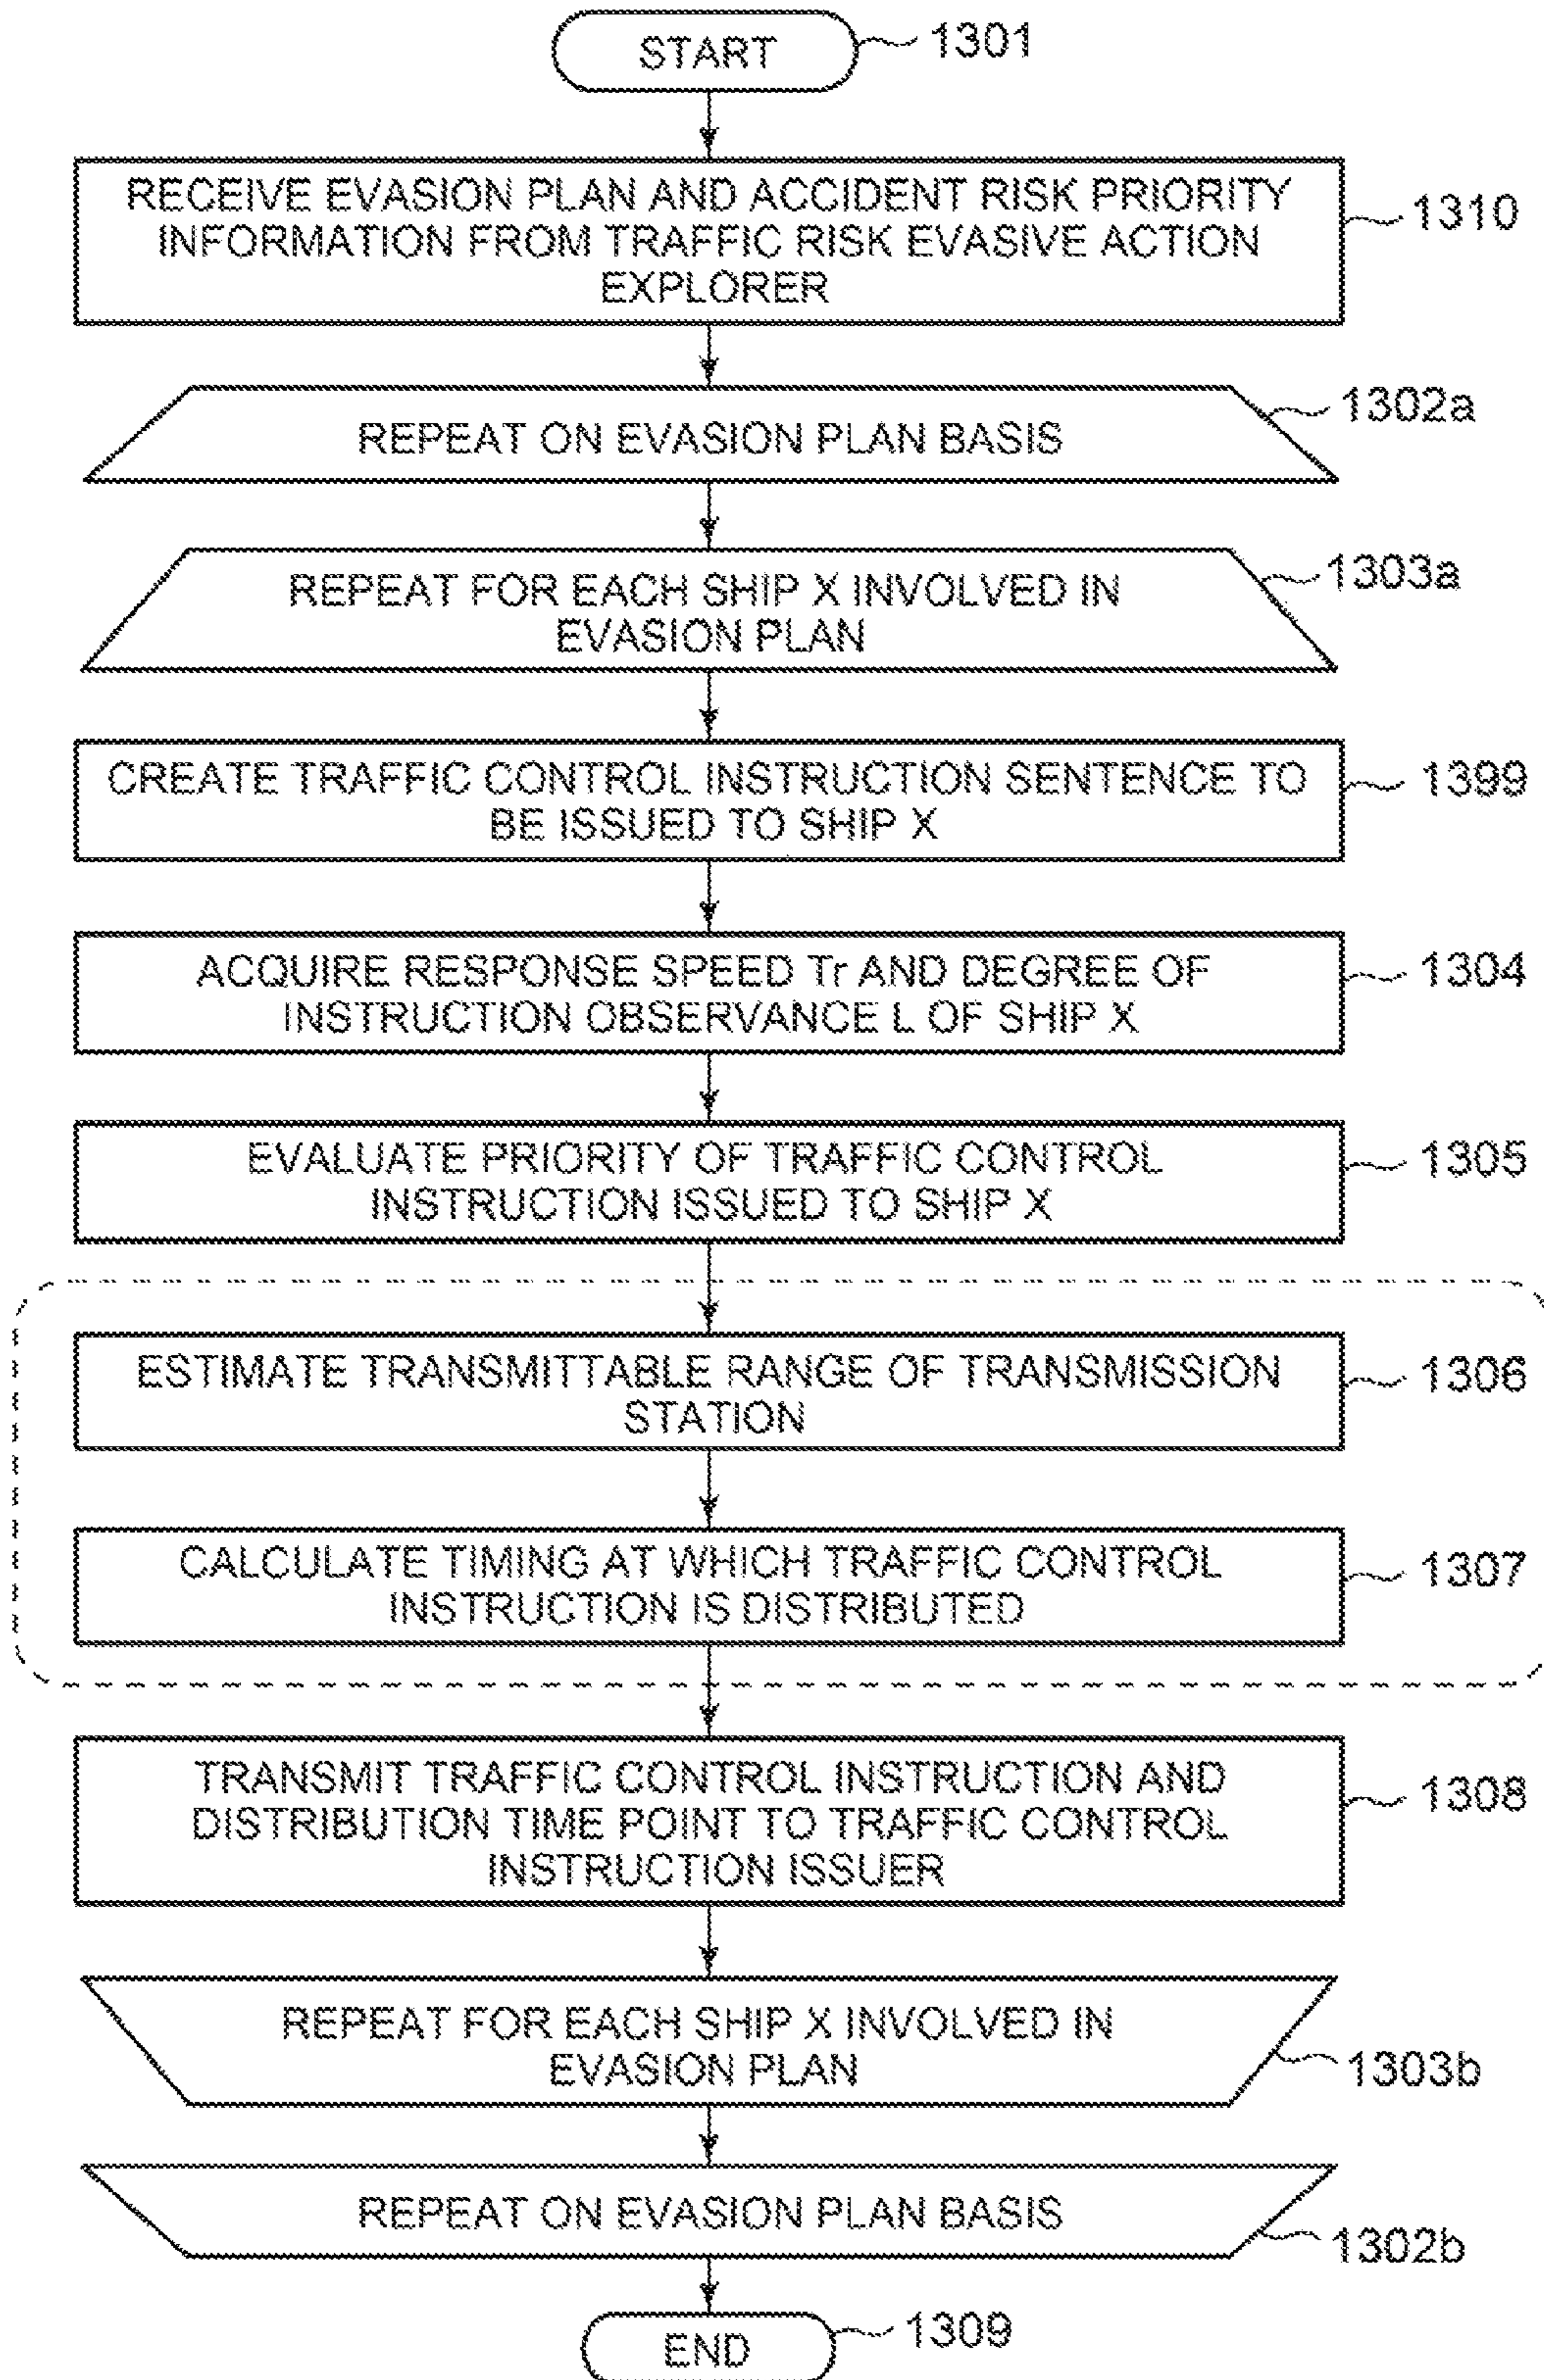 START
1301
RECEIVE EVASION PLAN AND ACCIDENT RISK PRIORITY
INFORMATION FROM TRAFFIC RISK EVASIVE ACTION
EXPLORER
1310
REPEAT ON EVASION PLAN BASIS
1302a
REPEAT FOR EACH SHIP X INVOLVED IN
EVASION PLAN
1303a
CREATE TRAFFIC CONTROL INSTRUCTION SENTENCE TO
BE ISSUED TO SHIP X
1399
ACQUIRE RESPONSE SPEED Tr AND DEGREE OF
INSTRUCTION OBSERVANCE L OF SHIP X
1304
EVALUATE PRIORITY OF TRAFFIC CONTROL
INSTRUCTION ISSUED TO SHIP X
1305
ESTIMATE TRANSMITTABLE RANGE OF TRANSMISSION
STATION
1306
CALCULATE TIMING AT WHICH TRAFFIC CONTROL
INSTRUCTION IS DISTRIBUTED
1307
TRANSMIT TRAFFIC CONTROL INSTRUCTION AND
DISTRIBUTION TIME POINT TO TRAFFIC CONTROL
INSTRUCTION ISSUER
1308
REPEAT FOR EACH SHIP X INVOLVED IN
EVASION PLAN
1303b
REPEAT ON EVASION PLAN BASIS
1302b
END
1309